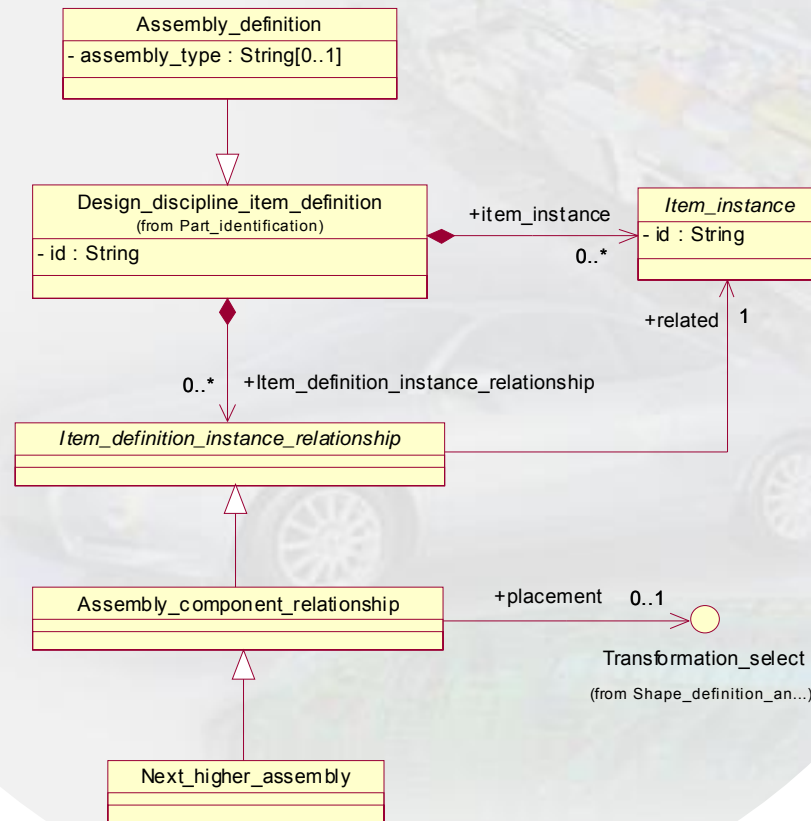 Assembly_definition
- assembly_type : String[0..1]
Design_discipline_item_definition
(from Part_identification)
- id : String
+item_instance
0..*
Item_instance
- id : String
+related
1
0..*
+Item_definition_instance_relationship
Item_definition_instance_relationship
Assembly_component_relationship
+placement
0..1
Transformation_select
(from Shape_definition_an...)
Next_higher_assembly